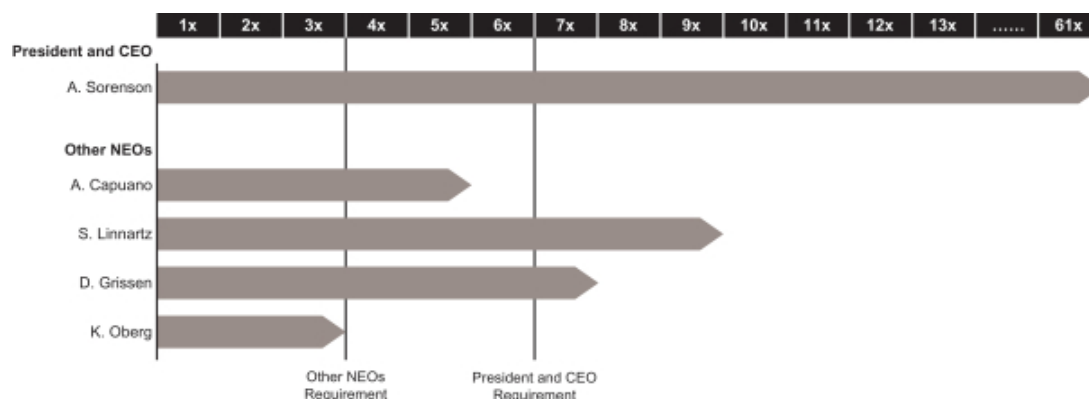 1x 2x 3x 4x 5x 6x 7x 8x 9x 10x 11x 12x 13x ...... 61x
President and CEO
A. Sorenson
Other NEOs
A. Capuano
S. Linnartz
D. Grissen
K. Oberg
Other NEOs
Requirement
President and CEO
Requirement